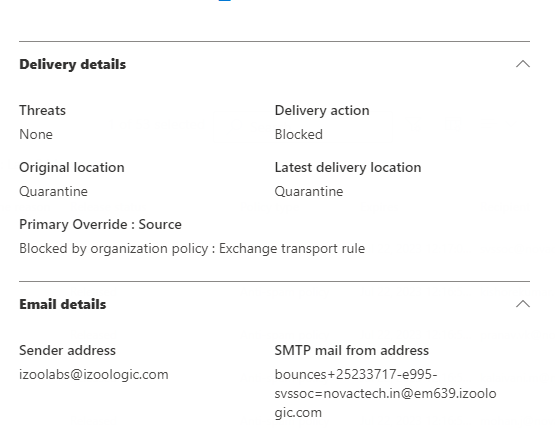 Delivery details
Threats
Delivery action
None
Blocked
Original location
Latest delivery location
Quarantine
Quarantine
Primary Override : Source
Blocked by organization policy : Exchange transport rule
Email details
Sender address
SMTP mail from address
izoolabs@izoologic.com
bounces+25233717-e995-
svssoc=novactech.in@em639.izoolo
gic.com